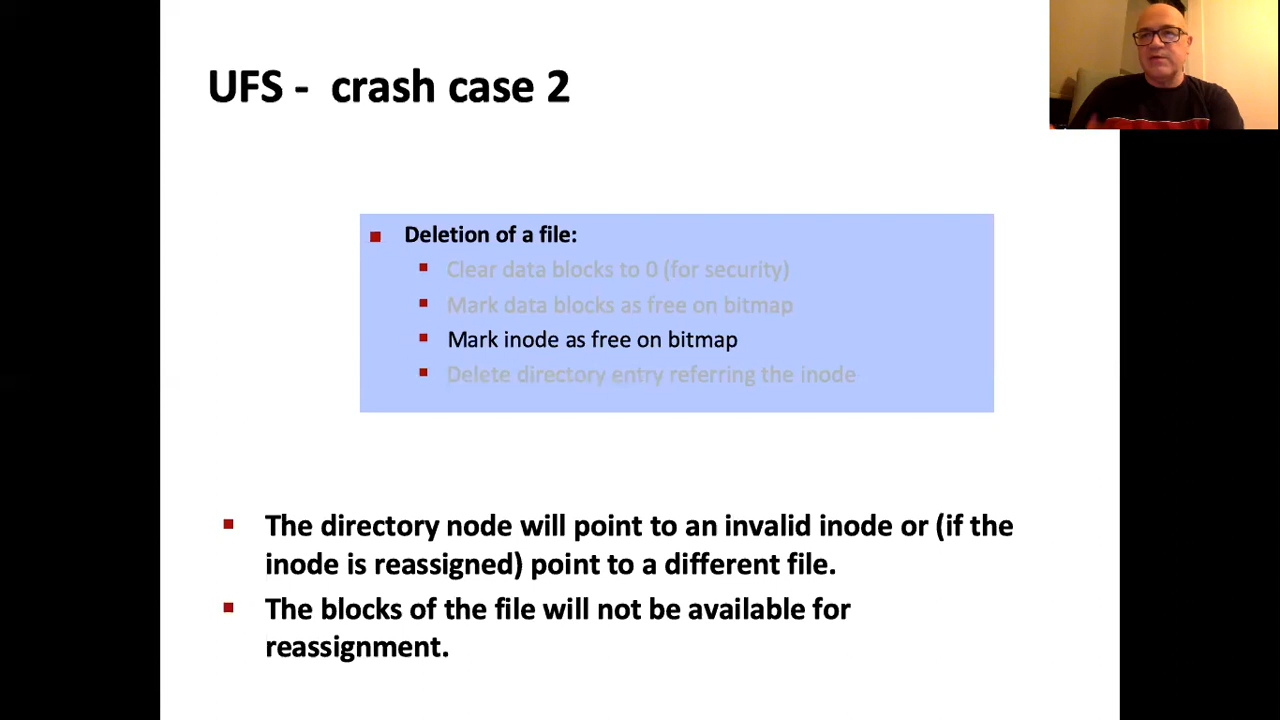 UFS - crash case 2
Deletion of a file:
Clear data blocks to 0 (for security)
Mark data blocks as free on bitmap
Mark inode as free on bitmap
Delete directory entry referring the inode
The directory node will point to an invalid inode or (if the
inode is reassigned) point to a different file.
The blocks of the file will not be available for
reassignment.